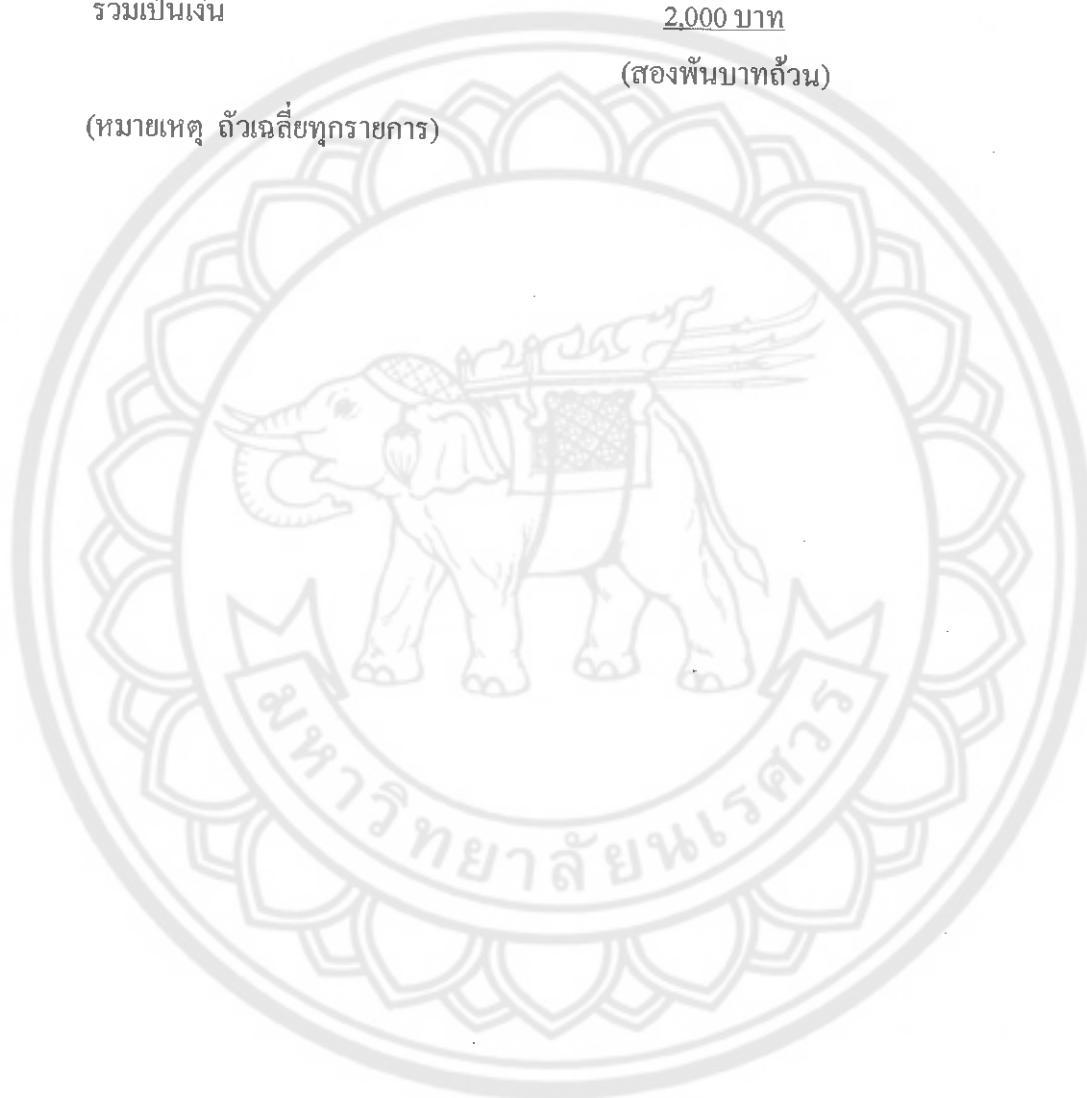 รวมเป็นเงิน 2,000 บาท
(สองพันบาทถ้วน)
(หมายเหตุ ถัวเฉลี่ยทุกรายการ)
มหาวิทยาลัยนเรศวร